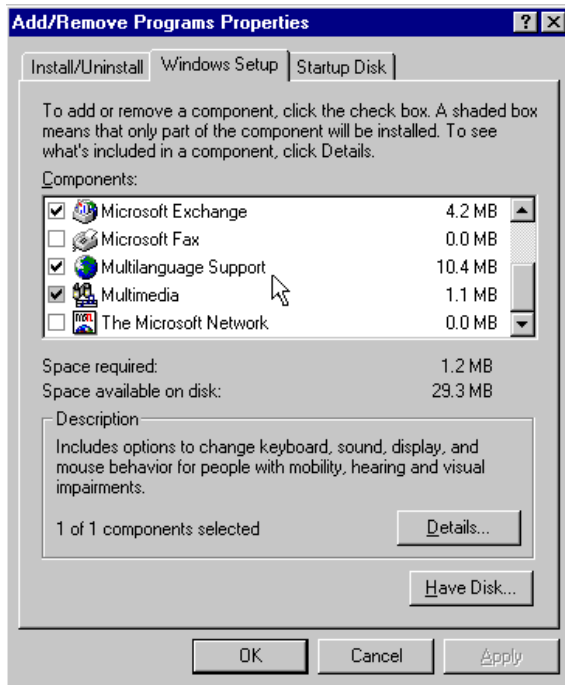 Add/Remove Programs Properties
Install/Uninstall Windows Setup Startup Disk
To add or remove a component, click the check box. A shaded box
means that only part of the component will be installed. To see
what's included in a component, click Details.
Components:
Microsoft Exchange 4.2 MB
Microsoft Fax 0.0 MB
Multilanguage Support 10.4 MB
Multimedia 1.1 MB
The Microsoft Network 0.0 MB
Space required: 1.2 MB
Space available on disk: 29.3 MB
Description
Includes options to change keyboard, sound, display, and
mouse behavior for people with mobility, hearing and visual
impairments.
1 of 1 components selected Details...
Have Disk...
OK Cancel Apply